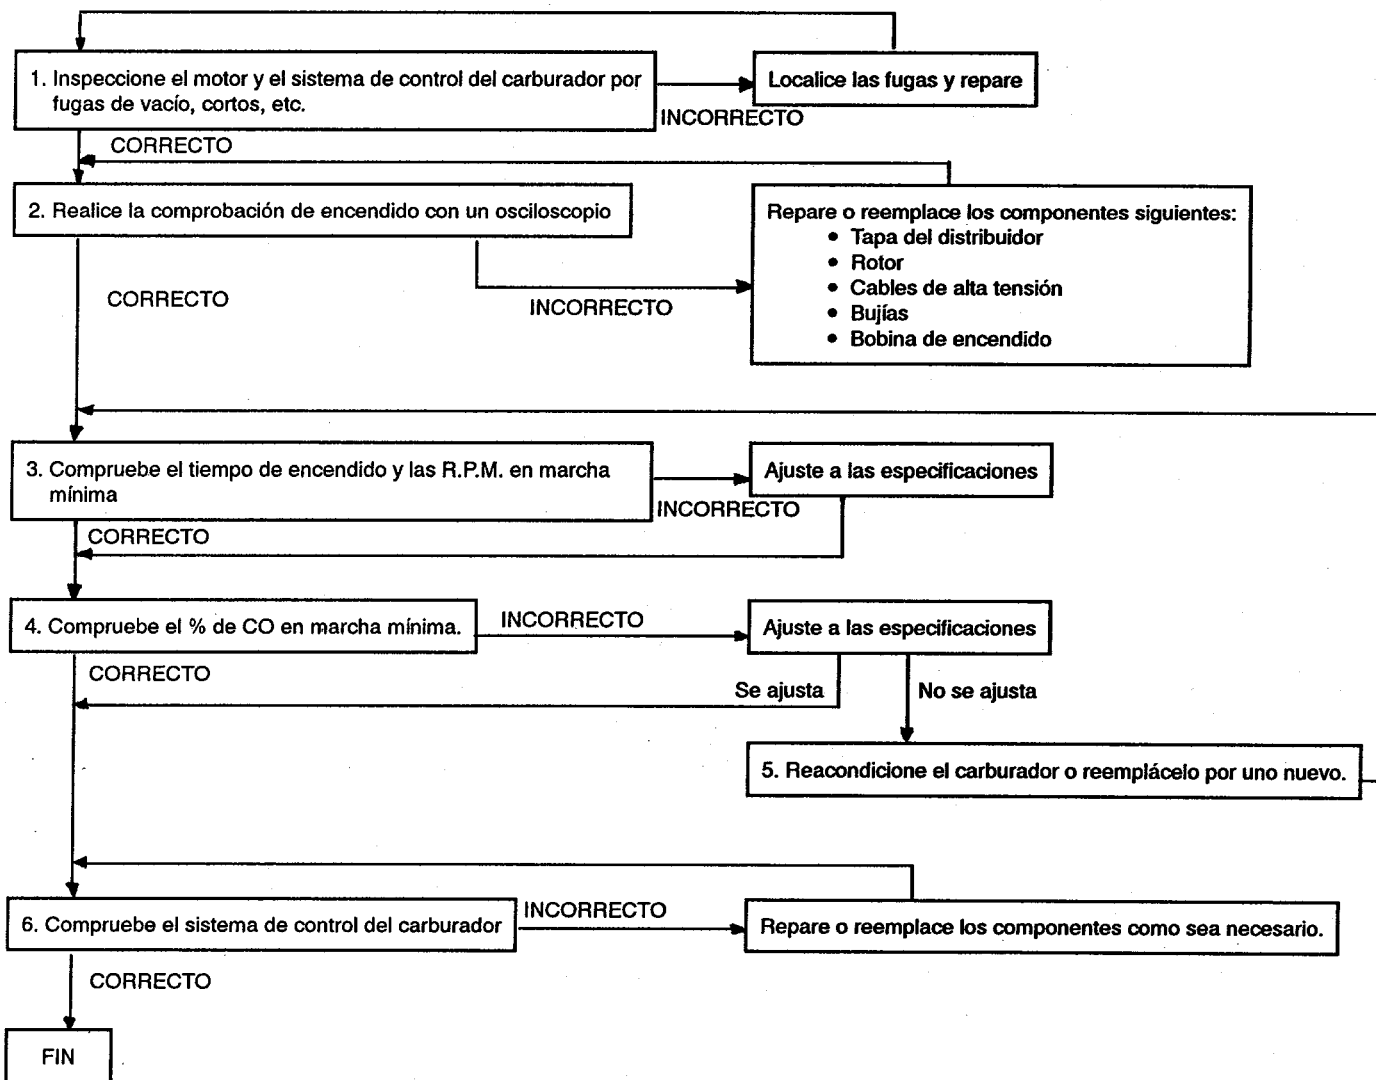 1. Inspeccione el motor y el sistema de control del carburador por
fugas de vacío, cortos, etc.
Localice las fugas y repare
INCORRECTO
CORRECTO
2. Realice la comprobación de encendido con un osciloscopio
Repare o reemplace los componentes siguientes:
• Tapa del distribuidor
• Rotor
• Cables de alta tensión
• Bujías
• Bobina de encendido
CORRECTO
INCORRECTO
3. Compruebe el tiempo de encendido y las R.P.M. en marcha
mínima
Ajuste a las especificaciones
INCORRECTO
CORRECTO
4. Compruebe el % de CO en marcha mínima.
INCORRECTO
Ajuste a las especificaciones
CORRECTO
Se ajusta
No se ajusta
5. Reacondicione el carburador o reemplácelo por uno nuevo.
6. Compruebe el sistema de control del carburador
INCORRECTO
Repare o reemplace los componentes como sea necesario.
CORRECTO
FIN